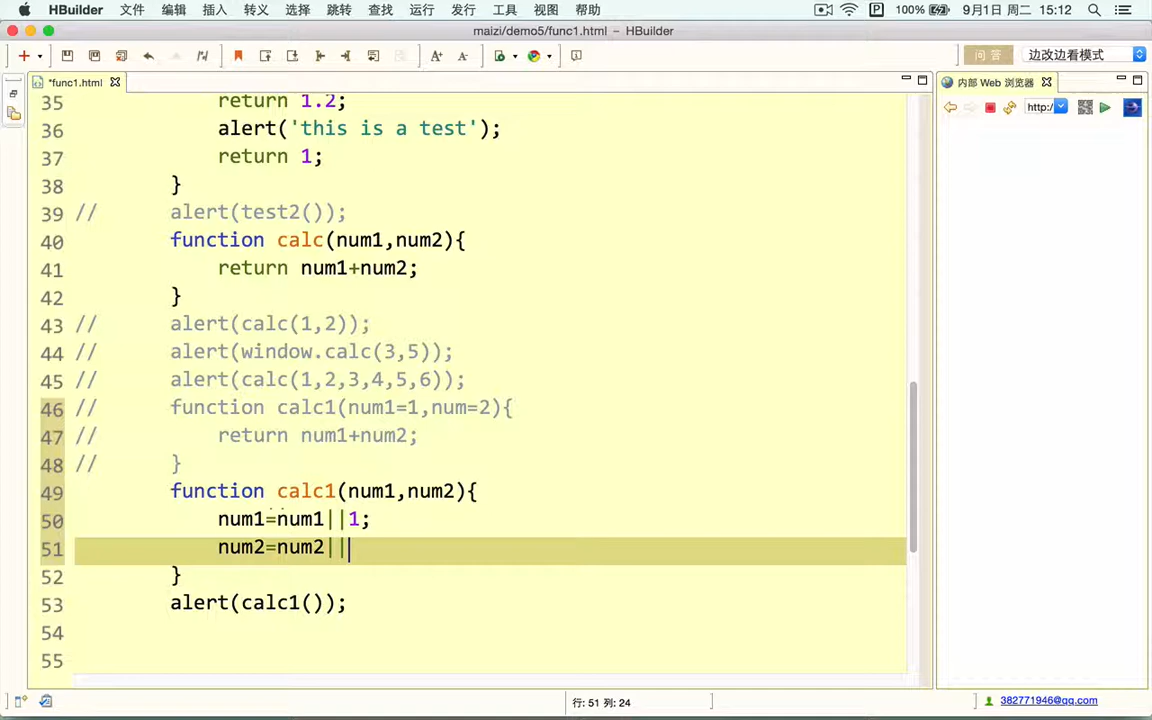 HBuilder 文件 编辑 插入 转义 选择 跳转 查找 运行 发行 工具 视图 帮助 100% 9月1日 周二 15:12
maizi/demo5/func1.html – HBuilder
问答 边改边看模式
*func1.html 内部 Web 浏览器
http:/
35 return 1.2;
36 alert('this is a test');
37 return 1;
38 }
39 // alert(test2());
40 function calc(num1,num2){
41 return num1+num2;
42 }
43 // alert(calc(1,2));
44 // alert(window.calc(3,5));
45 // alert(calc(1,2,3,4,5,6));
46 // function calc1(num1=1,num=2){
47 // return num1+num2;
48 // }
49 function calc1(num1,num2){
50 num1=num1||1;
51 num2=num2||
52 }
53 alert(calc1());
54
55
行: 51 列: 24 382771946@qq.com